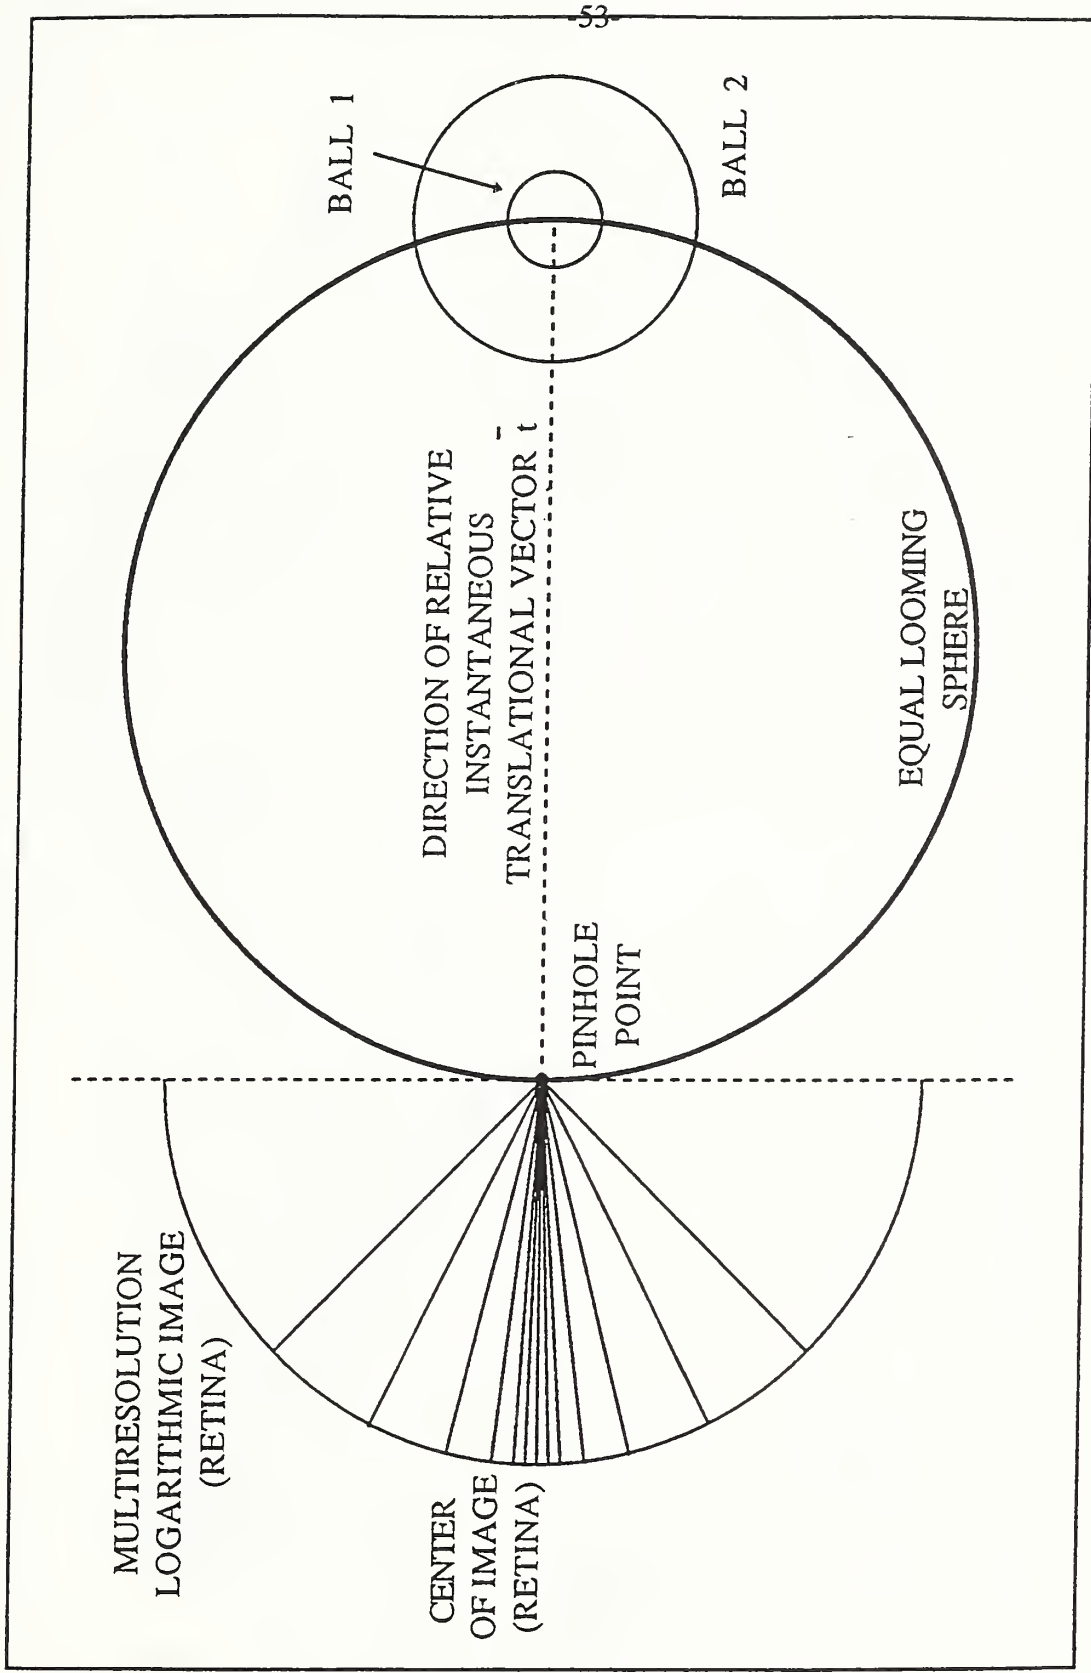 -53-
BALL 1
BALL 2
DIRECTION OF RELATIVE
INSTANTANEOUS
TRANSLATIONAL VECTOR t̄
EQUAL LOOMING
SPHERE
PINHOLE
POINT
MULTIRESOLUTION
LOGARITHMIC IMAGE
(RETINA)
CENTER
OF IMAGE
(RETINA)